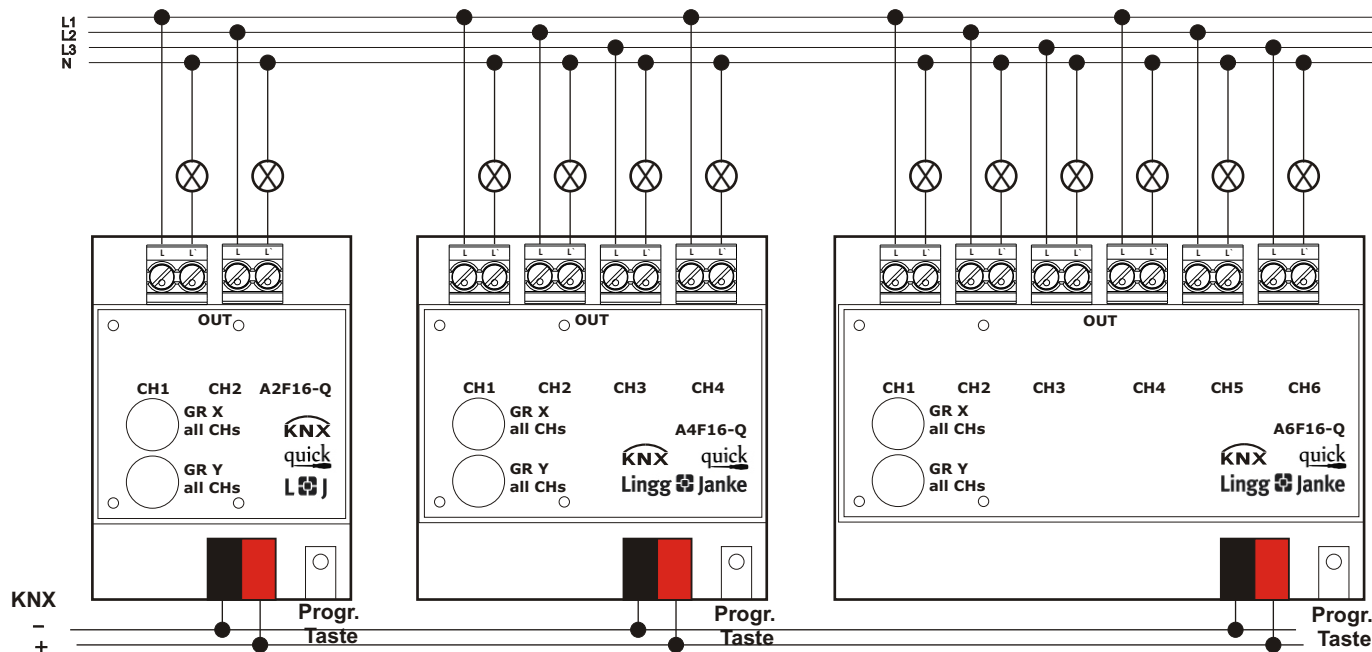 L1
L2
L3
N
L L` L L`
L L` L L` L L` L L`
L L` L L` L L` L L` L L` L L`
OUT
CH1 CH2 A2F16-Q
GR X
all CHs
KNX
quick
GR Y
all CHs
L J
OUT
CH1 CH2 CH3 CH4
GR X
all CHs
A4F16-Q
KNX quick
GR Y
all CHs
Lingg Janke
OUT
CH1 CH2 CH3 CH4 CH5 CH6
GR X
all CHs
A6F16-Q
KNX quick
GR Y
all CHs
Lingg Janke
KNX
–
+
Progr.
Taste
Progr.
Taste
Progr.
Taste